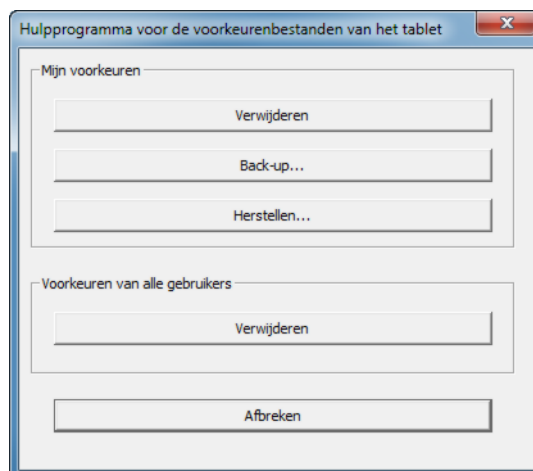 Hulpprogramma voor de voorkeurenbestanden van het tablet
Mijn voorkeuren
Verwijderen
Back-up...
Herstellen...
Voorkeuren van alle gebruikers
Verwijderen
Afbreken